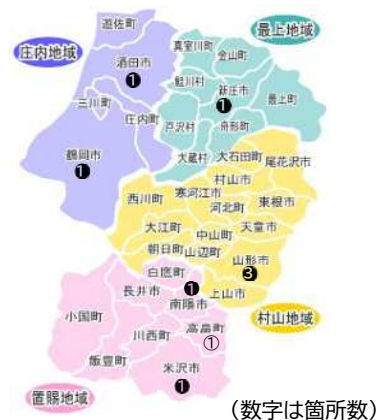 遊佐町
庄内地域
酒田市
❶
三川町
庄内町
鶴岡市
❶
最上地域
真室川町
金山町
鮭川村
新庄市
❶
最上町
戸沢村
舟形町
大蔵村
大石田町
尾花沢市
村山市
西川町
寒河江市
河北町
東根市
大江町
中山町
天童市
朝日町
山辺町
山形市
❸
上山市
村山地域
白鷹町
長井市
❶
南陽市
小国町
高畠町
①
川西町
飯豊町
米沢市
❶
置賜地域
(数字は箇所数)